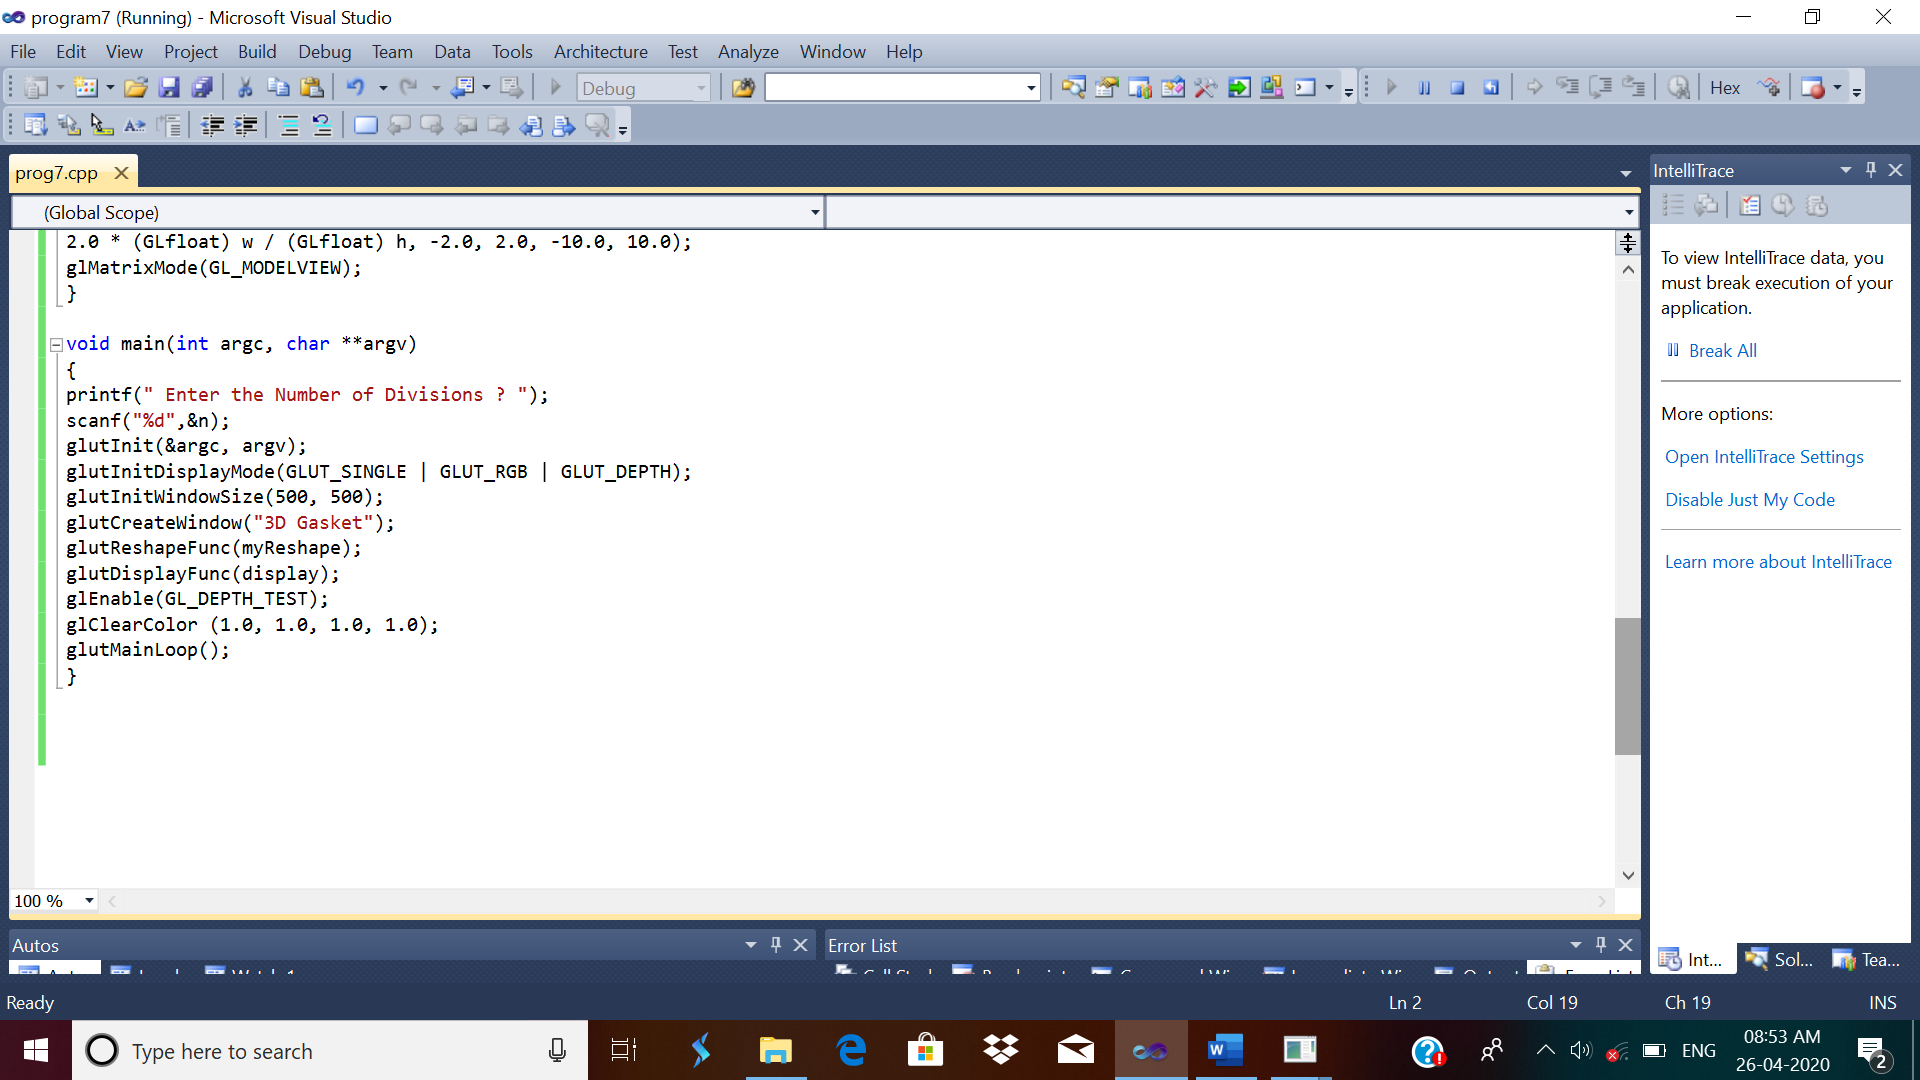 program7 (Running) - Microsoft Visual Studio
File Edit View Project Build Debug Team Data Tools Architecture Test Analyze Window Help
Debug
Hex
prog7.cpp
(Global Scope)
2.0 * (GLfloat) w / (GLfloat) h, -2.0, 2.0, -10.0, 10.0);
glMatrixMode(GL_MODELVIEW);
}
void main(int argc, char **argv)
{
printf(" Enter the Number of Divisions ? ");
scanf("%d",&n);
glutInit(&argc, argv);
glutInitDisplayMode(GLUT_SINGLE | GLUT_RGB | GLUT_DEPTH);
glutInitWindowSize(500, 500);
glutCreateWindow("3D Gasket");
glutReshapeFunc(myReshape);
glutDisplayFunc(display);
glEnable(GL_DEPTH_TEST);
glClearColor (1.0, 1.0, 1.0, 1.0);
glutMainLoop();
}
100 %
IntelliTrace
To view IntelliTrace data, you
must break execution of your
application.
Break All
More options:
Open IntelliTrace Settings
Disable Just My Code
Learn more about IntelliTrace
Int... Sol... Tea...
Autos
Error List
Ready Ln 2 Col 19 Ch 19 INS
Type here to search
ENG
08:53 AM
26-04-2020
2